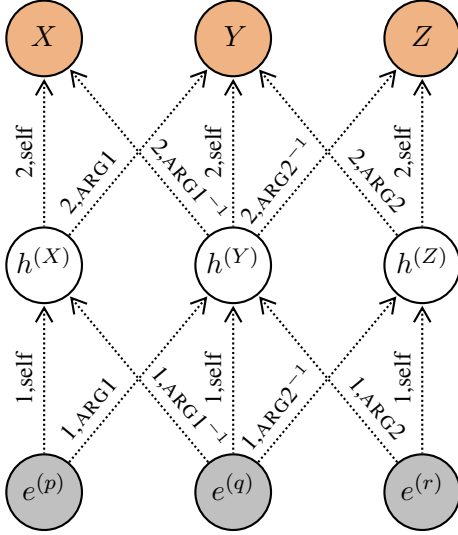 X Y Z
2,self 2,ARG1 2,ARG1⁻¹ 2,self 2,ARG2⁻¹ 2,ARG2 2,self
h⁽ˣ⁾ h⁽ʸ⁾ h⁽ᶻ⁾
1,self 1,ARG1 1,ARG1⁻¹ 1,self 1,ARG2⁻¹ 1,ARG2 1,self
e⁽ᵖ⁾ e⁽q⁾ e⁽ʳ⁾